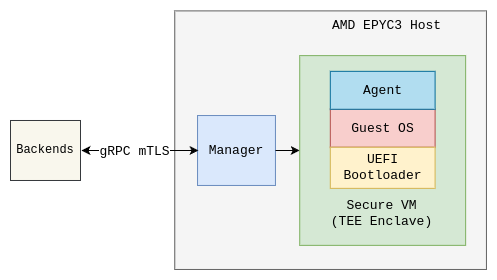 AMD EPYC3 Host
Agent
Guest OS
UEFI
Bootloader
Secure VM
(TEE Enclave)
Manager
gRPC mTLS
Backends